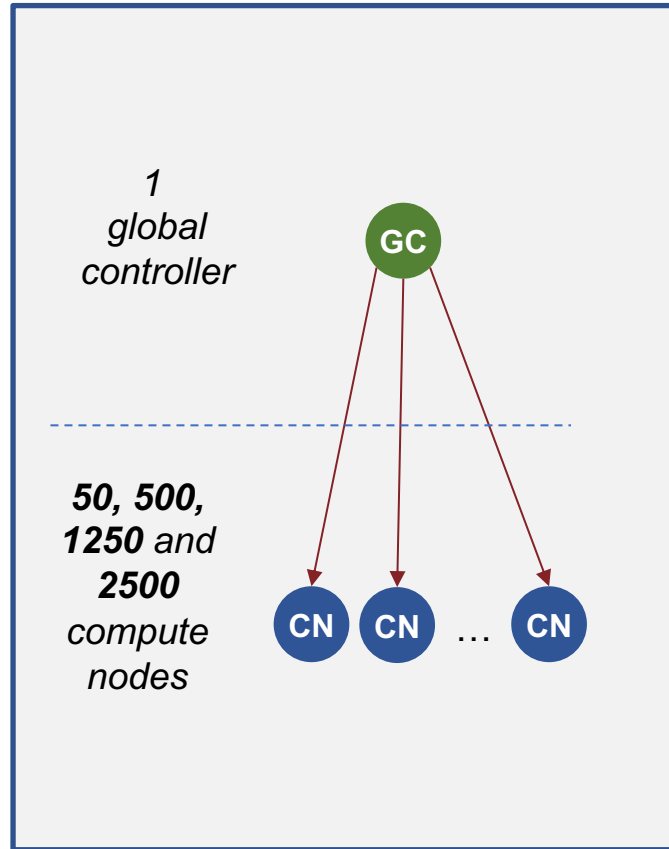 1
global
controller
GC
50, 500,
1250 and
2500
compute
nodes
CN CN ... CN